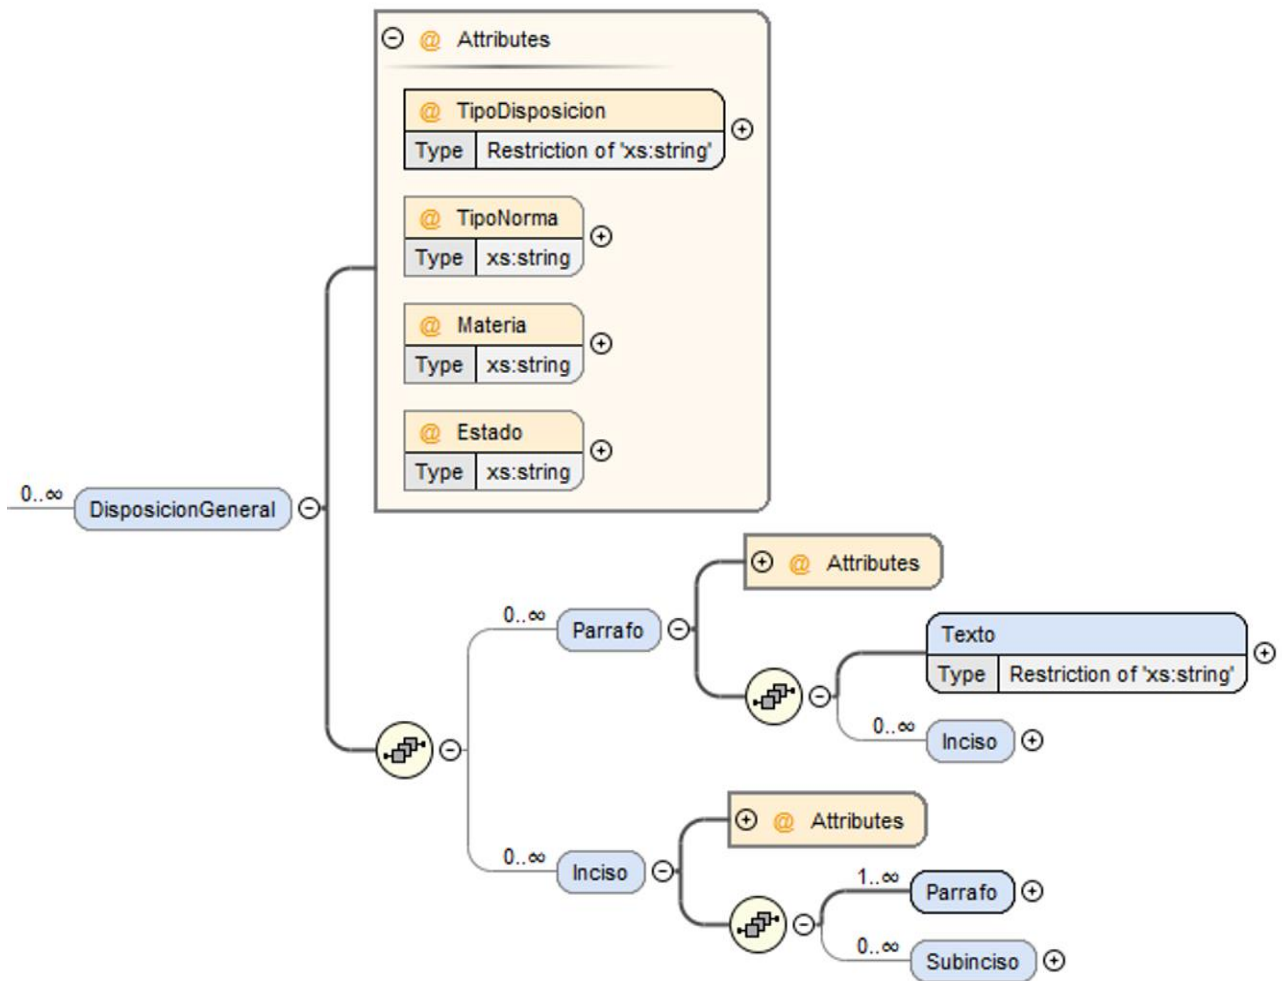 @ Attributes
@ TipoDisposicion
Type Restriction of 'xs:string'
@ TipoNorma
Type xs:string
@ Materia
Type xs:string
@ Estado
Type xs:string
0..∞
DisposicionGeneral
@ Attributes
0..∞
Parrafo
Texto
Type Restriction of 'xs:string'
0..∞
Inciso
@ Attributes
0..∞
Inciso
1..∞
Parrafo
0..∞
Subinciso